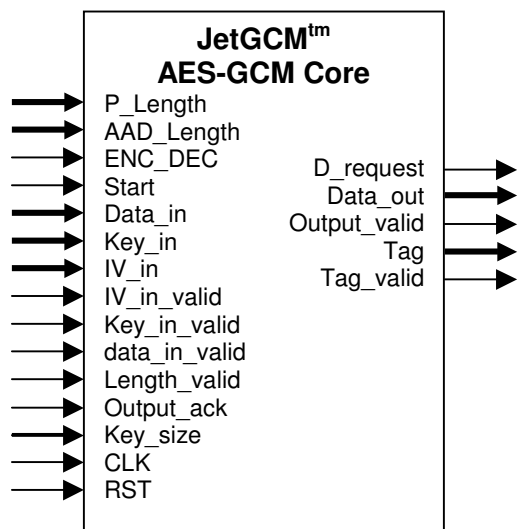 JetGCMtm
AES-GCM Core
P_Length
AAD_Length
ENC_DEC
Start
Data_in
Key_in
IV_in
IV_in_valid
Key_in_valid
data_in_valid
Length_valid
Output_ack
Key_size
CLK
RST
D_request
Data_out
Output_valid
Tag
Tag_valid